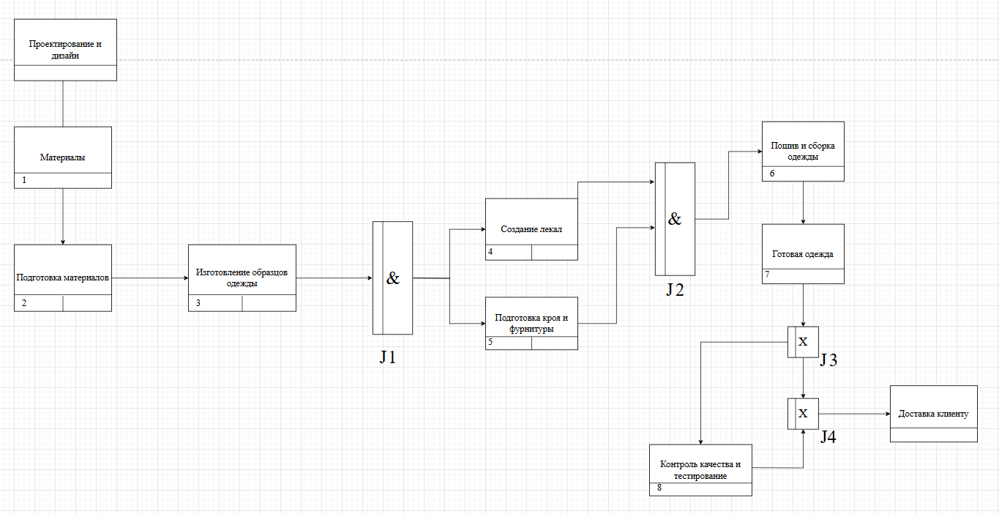 Проектирование и
дизайн
Материалы
1
Подготовка материалов
2
Изготовление образцов
одежды
3
&
J1
Создание лекал
4
Подготовка кроя и
фурнитуры
5
&
J2
Пошив и сборка
одежды
6
Готовая одежда
7
X
J3
X
J4
Доставка клиенту
Контроль качества и
тестирование
8